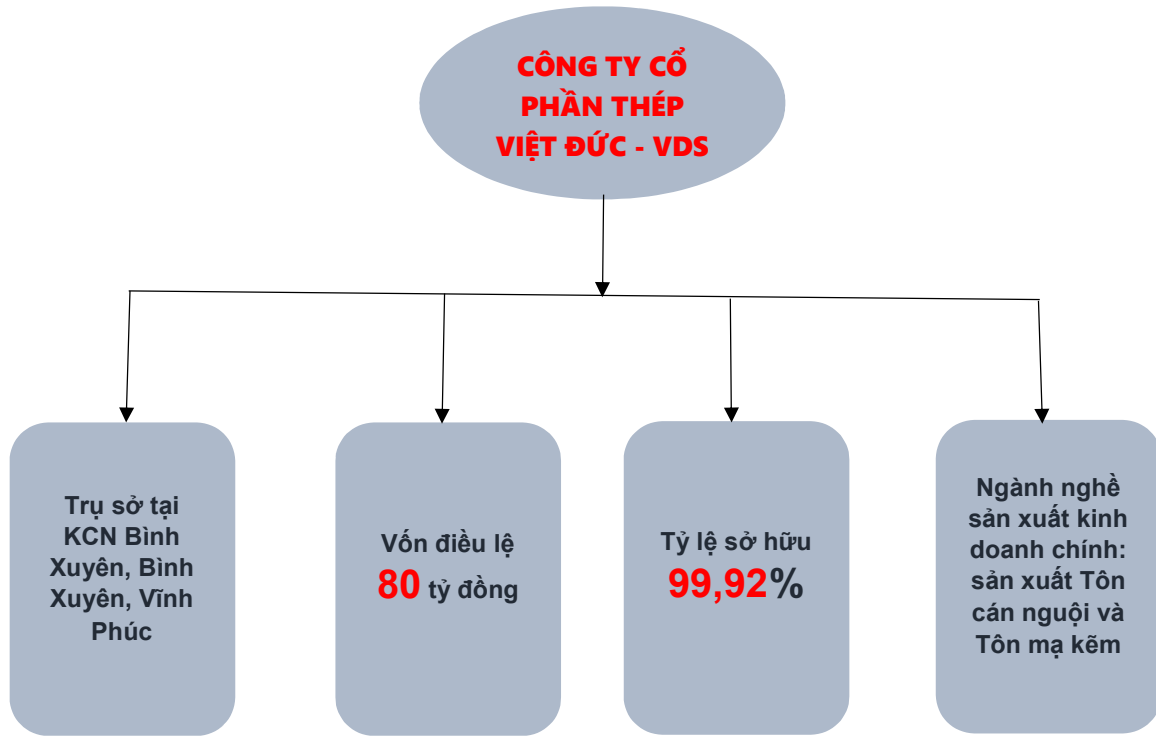 CÔNG TY CỔ
PHẦN THÉP
VIỆT ĐỨC - VDS
Trụ sở tại
KCN Bình
Xuyên, Bình
Xuyên, Vĩnh
Phúc
Vốn điều lệ
80 tỷ đồng
Tỷ lệ sở hữu
99,92%
Ngành nghề
sản xuất kinh
doanh chính:
sản xuất Tôn
cán nguội và
Tôn mạ kẽm